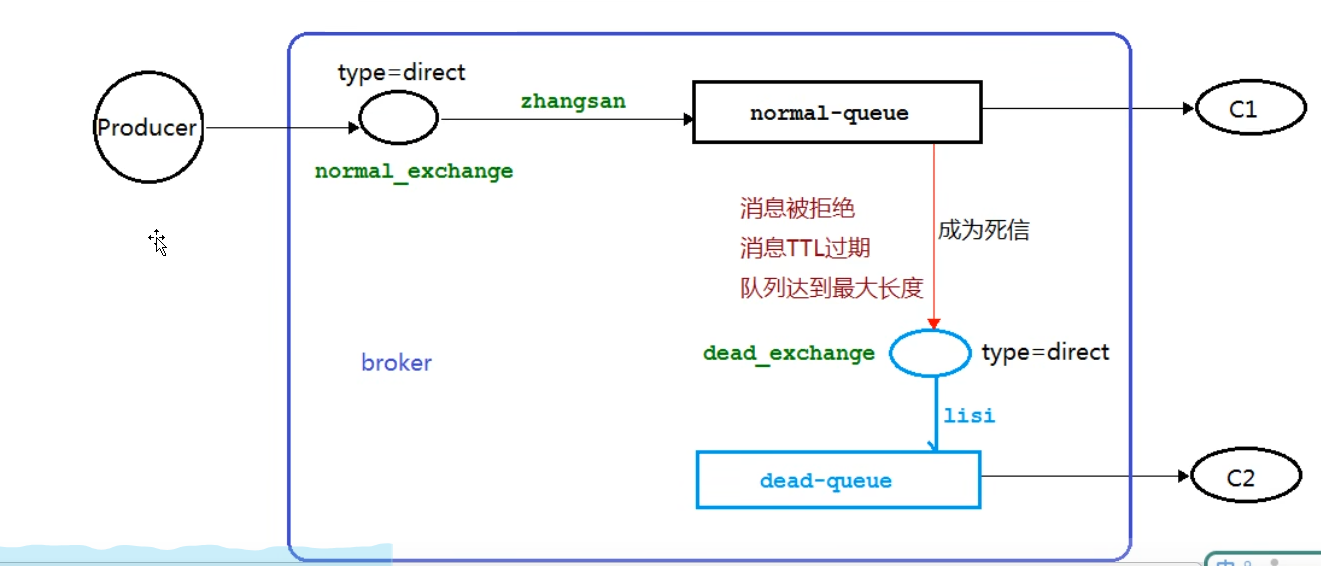 type=direct
Producer
zhangsan
normal-queue
C1
normal_exchange
消息被拒绝
消息TTL过期
队列达到最大长度
成为死信
broker
dead_exchange
type=direct
lisi
dead-queue
C2